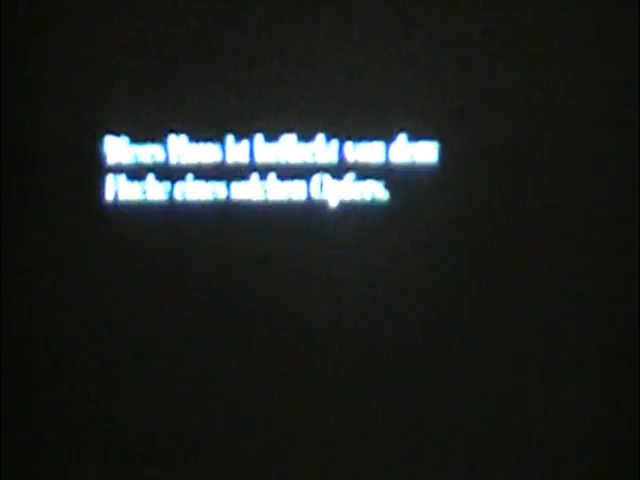 Dieses Haus ist befleckt von dem
Fluche eines solchen Opfers.